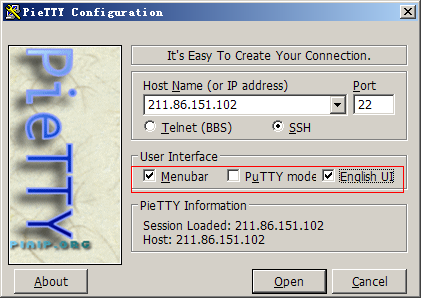 PieTTY Configuration
PieTTY
PIRIP.ORG
It's Easy To Create Your Connection.
Host Name (or IP address) Port
211.86.151.102 22
Telnet (BBS) SSH
User Interface
Menubar PuTTY mode English UI
PieTTY Information
Session Loaded: 211.86.151.102
Host: 211.86.151.102
About Open Cancel